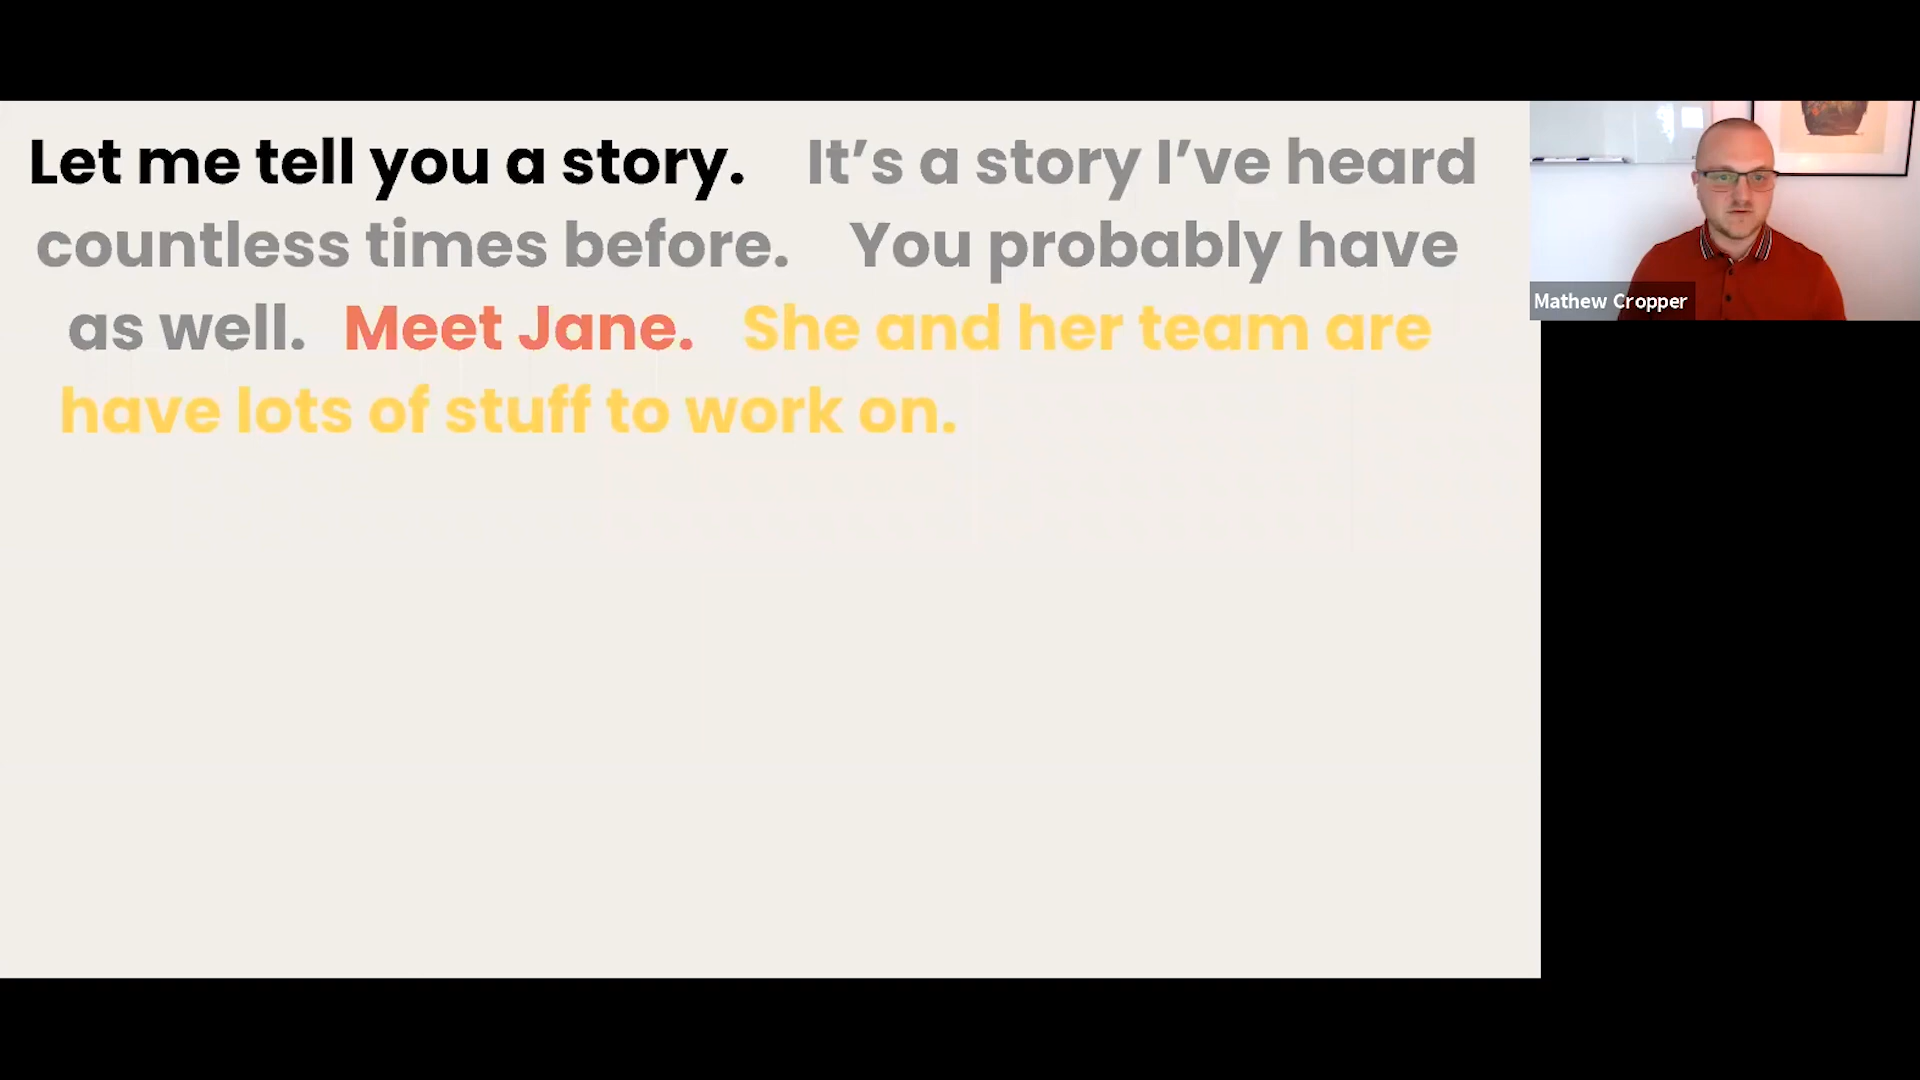 Let me tell you a story. It’s a story I’ve heard
countless times before. You probably have
as well. Meet Jane. She and her team are
have lots of stuff to work on.
Mathew Cropper